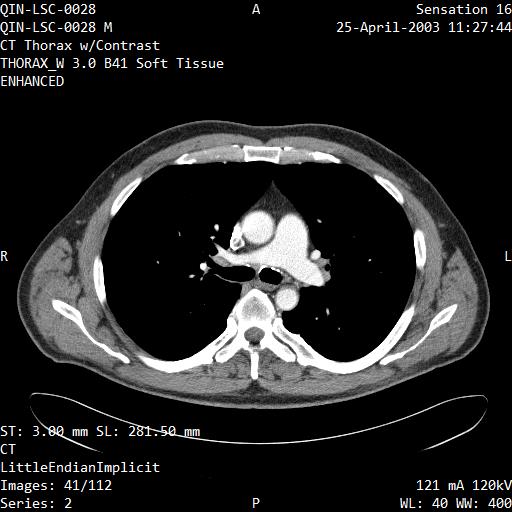 QIN-LSC-0028
QIN-LSC-0028 M
CT Thorax w/Contrast
THORAX_W 3.0 B41 Soft Tissue
ENHANCED
A
Sensation 16
25-April-2003 11:27:44
R
L
ST: 3.00 mm SL: 281.50 mm
CT
LittleEndianImplicit
Images: 41/112
Series: 2
P
121 mA 120kV
WL: 40 WW: 400